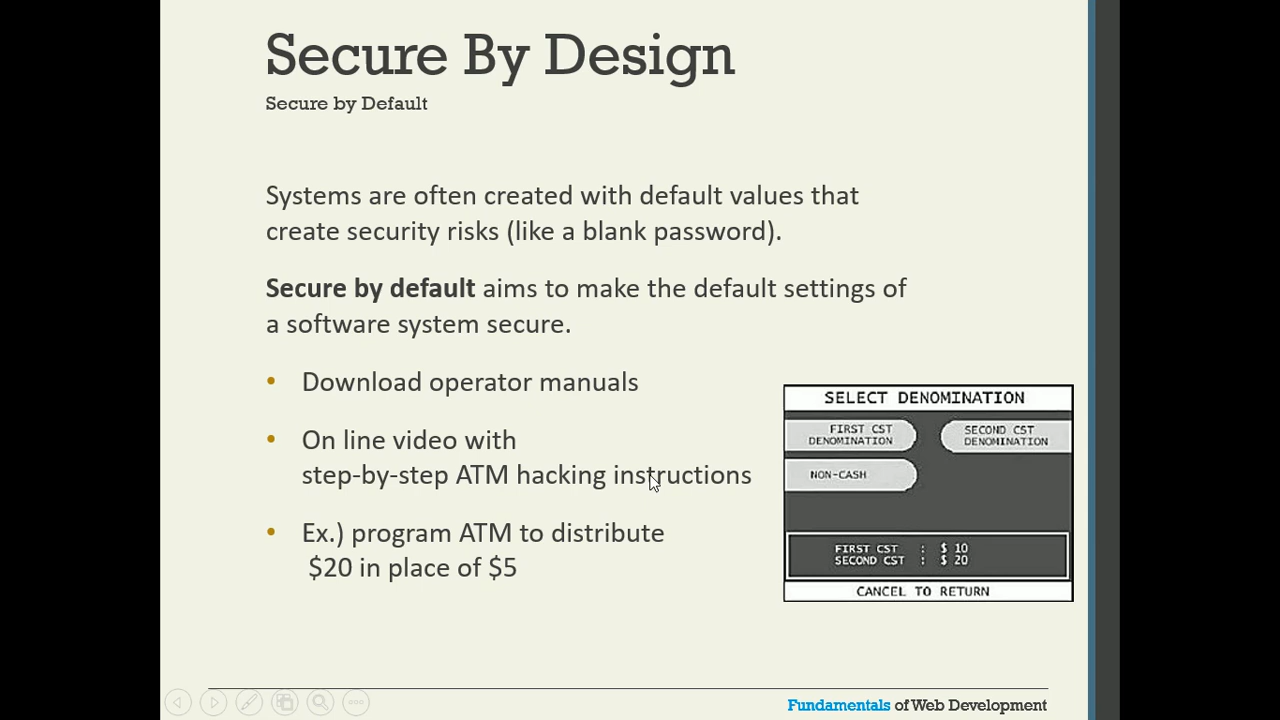 Secure By Design
Secure by Default
Systems are often created with default values that
create security risks (like a blank password).
Secure by default aims to make the default settings of
a software system secure.
• Download operator manuals
• On line video with
step-by-step ATM hacking instructions
• Ex.) program ATM to distribute
$20 in place of $5
SELECT DENOMINATION
FIRST CST
DENOMINATION
SECOND CST
DENOMINATION
NON-CASH
FIRST CST : $ 10
SECOND CST : $ 20
CANCEL TO RETURN
Fundamentals of Web Development